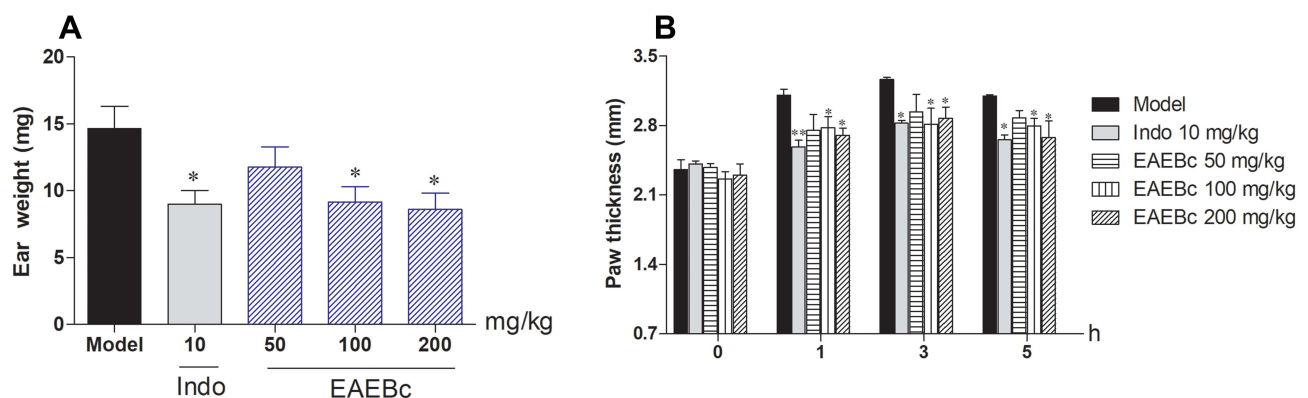 A
Ear weight (mg)
20
15
10
5
0
*
*
*
Model 10 50 100 200 mg/kg
Indo EAEBc
B
Paw thickness (mm)
3.5
2.8
2.1
1.4
0.7
** * *
* * *
* * *
0 1 3 5 h
Model
Indo 10 mg/kg
EAEBc 50 mg/kg
EAEBc 100 mg/kg
EAEBc 200 mg/kg